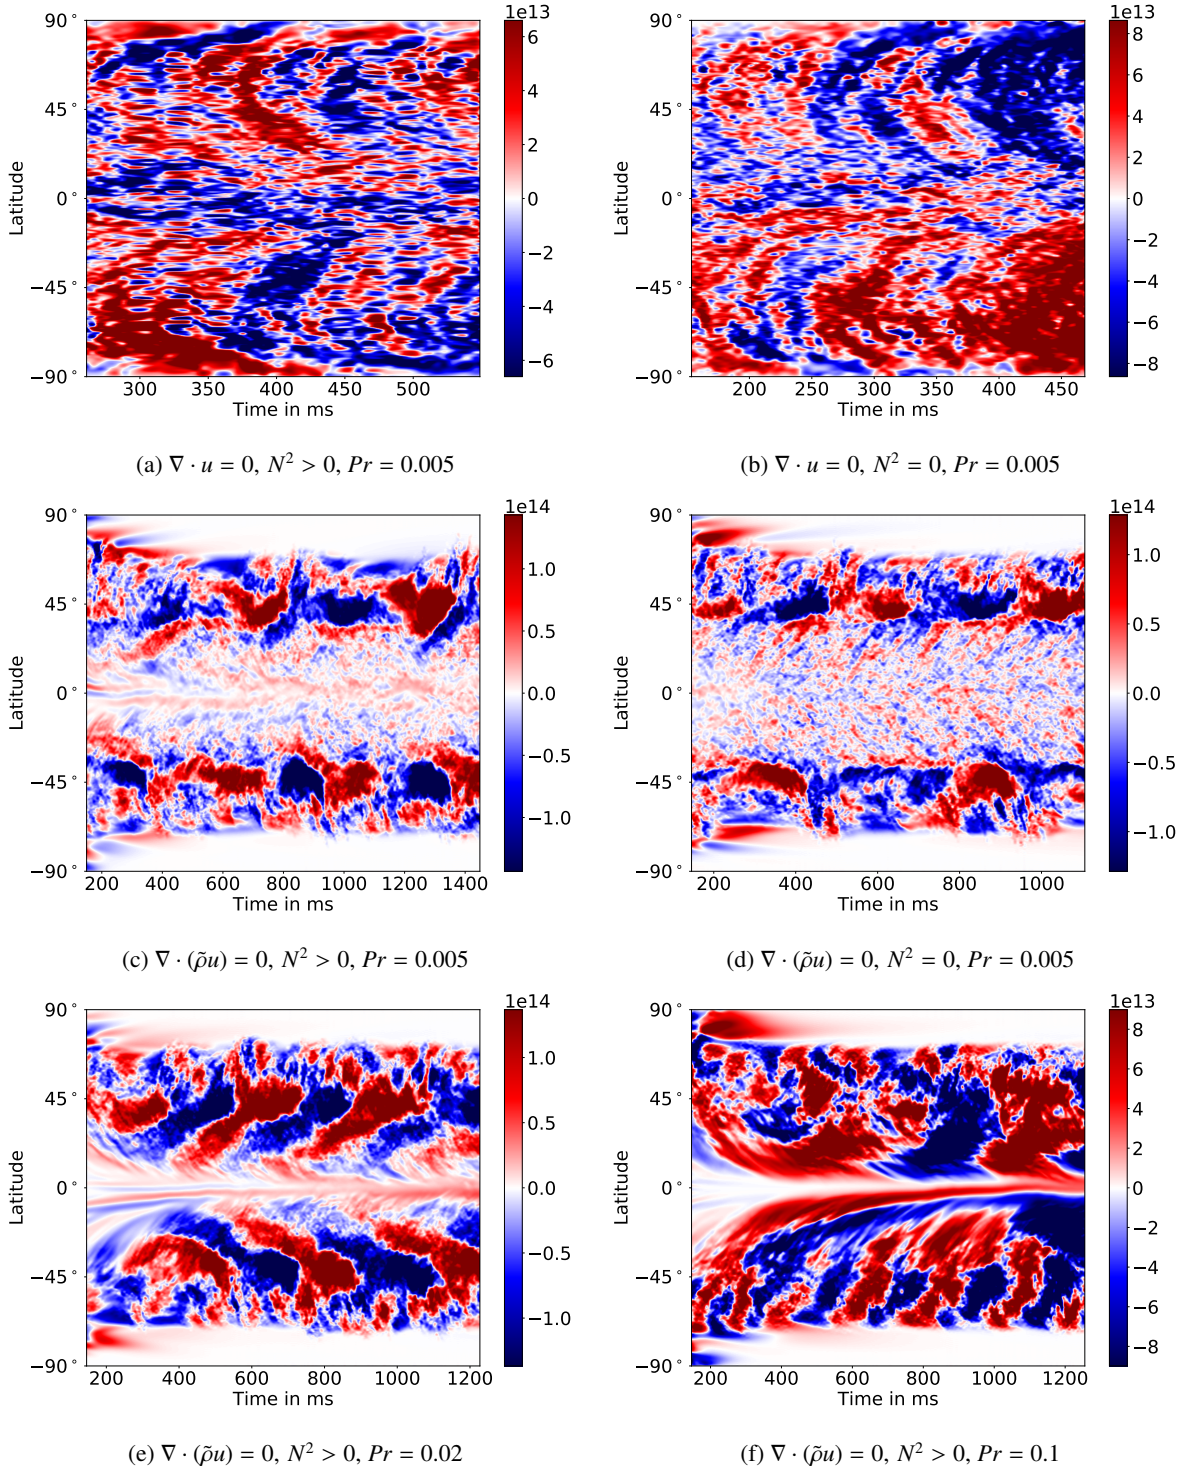 1e13
1e13
90°
45°
0°
−45°
−90°
Latitude
300 350 400 450 500
Time in ms
6
4
2
0
−2
−4
−6
90°
45°
0°
−45°
−90°
Latitude
200 250 300 350 400 450
Time in ms
8
6
4
2
0
−2
−4
−6
−8
(a) ∇ · u = 0, N² > 0, Pr = 0.005
(b) ∇ · u = 0, N² = 0, Pr = 0.005
1e14
1e14
90°
45°
0°
−45°
−90°
Latitude
200 400 600 800 1000 1200 1400
Time in ms
1.0
0.5
0.0
−0.5
−1.0
90°
45°
0°
−45°
−90°
Latitude
200 400 600 800 1000
Time in ms
1.0
0.5
0.0
−0.5
−1.0
(c) ∇ · (ρ̃u) = 0, N² > 0, Pr = 0.005
(d) ∇ · (ρ̃u) = 0, N² = 0, Pr = 0.005
1e14
1e13
90°
45°
0°
−45°
−90°
Latitude
200 400 600 800 1000 1200
Time in ms
1.0
0.5
0.0
−0.5
−1.0
90°
45°
0°
−45°
−90°
Latitude
200 400 600 800 1000 1200
Time in ms
8
6
4
2
0
−2
−4
−6
−8
(e) ∇ · (ρ̃u) = 0, N² > 0, Pr = 0.02
(f) ∇ · (ρ̃u) = 0, N² > 0, Pr = 0.1